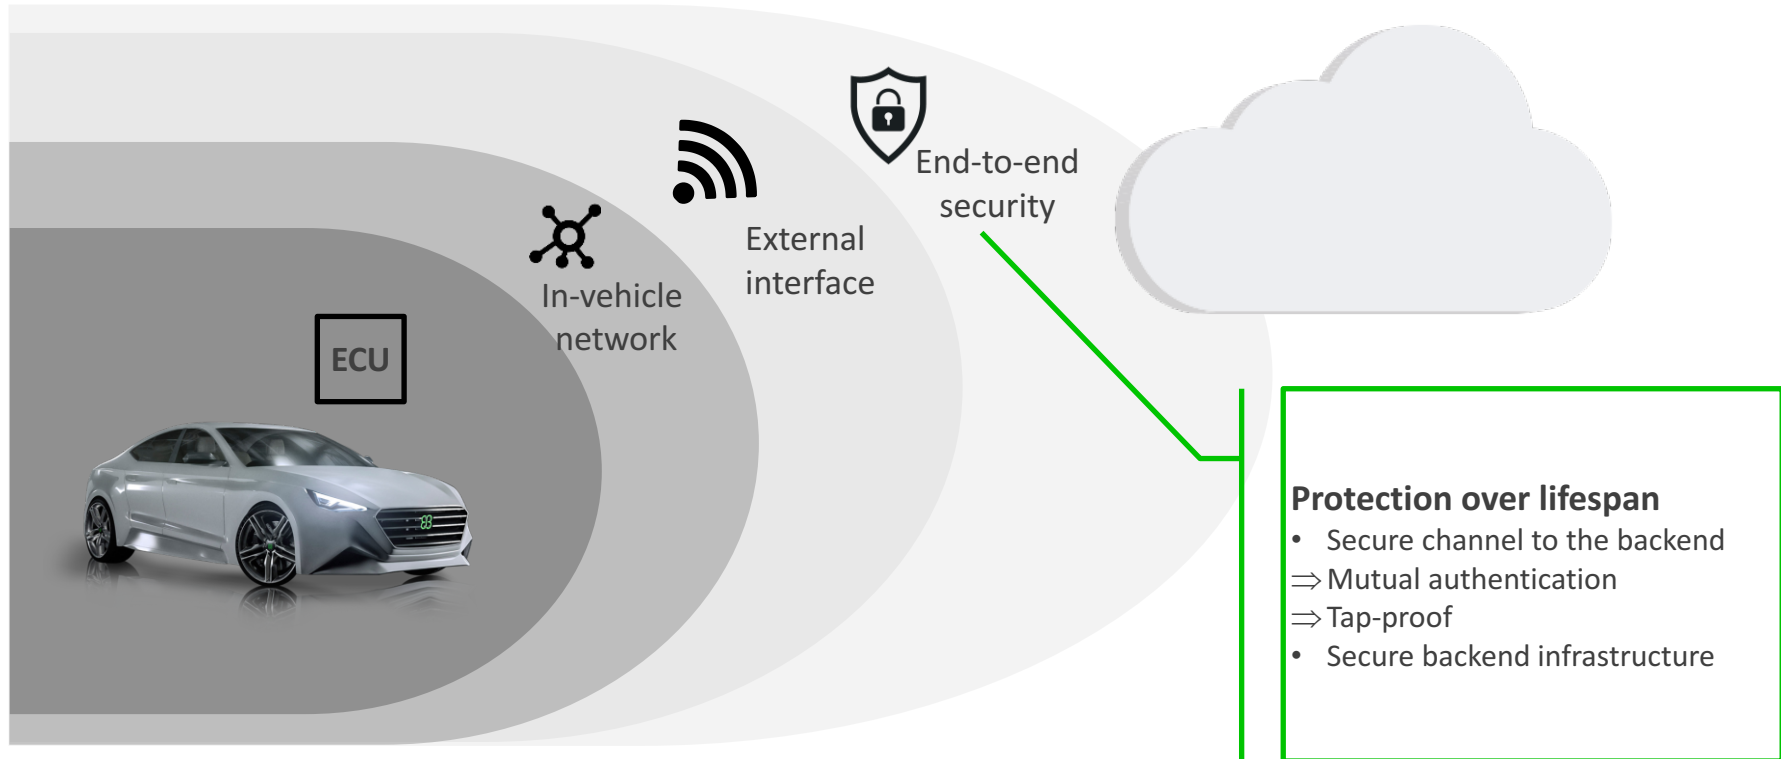 End-to-end
security
External
interface
In-vehicle
network
ECU
Protection over lifespan
• Secure channel to the backend
⇒ Mutual authentication
⇒ Tap-proof
• Secure backend infrastructure